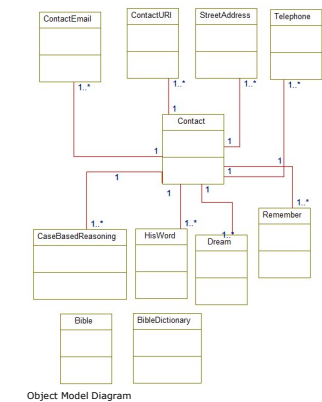 ContactEmail
ContactURI
StreetAddress
Telephone
1..*
1..*
1..*
1..*
1
Contact
1
1
1
1
1
1
1
1
1..*
1..*
1..*
1..*
CaseBasedReasoning
HisWord
Dream
Remember
Bible
BibleDictionary
Object Model Diagram